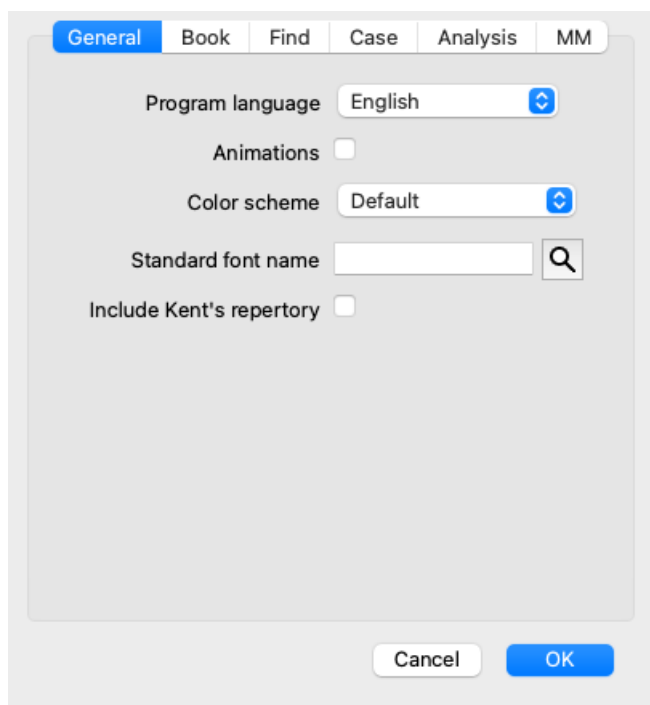 General Book Find Case Analysis MM
Program language English
Animations
Color scheme Default
Standard font name
Include Kent's repertory
Cancel OK